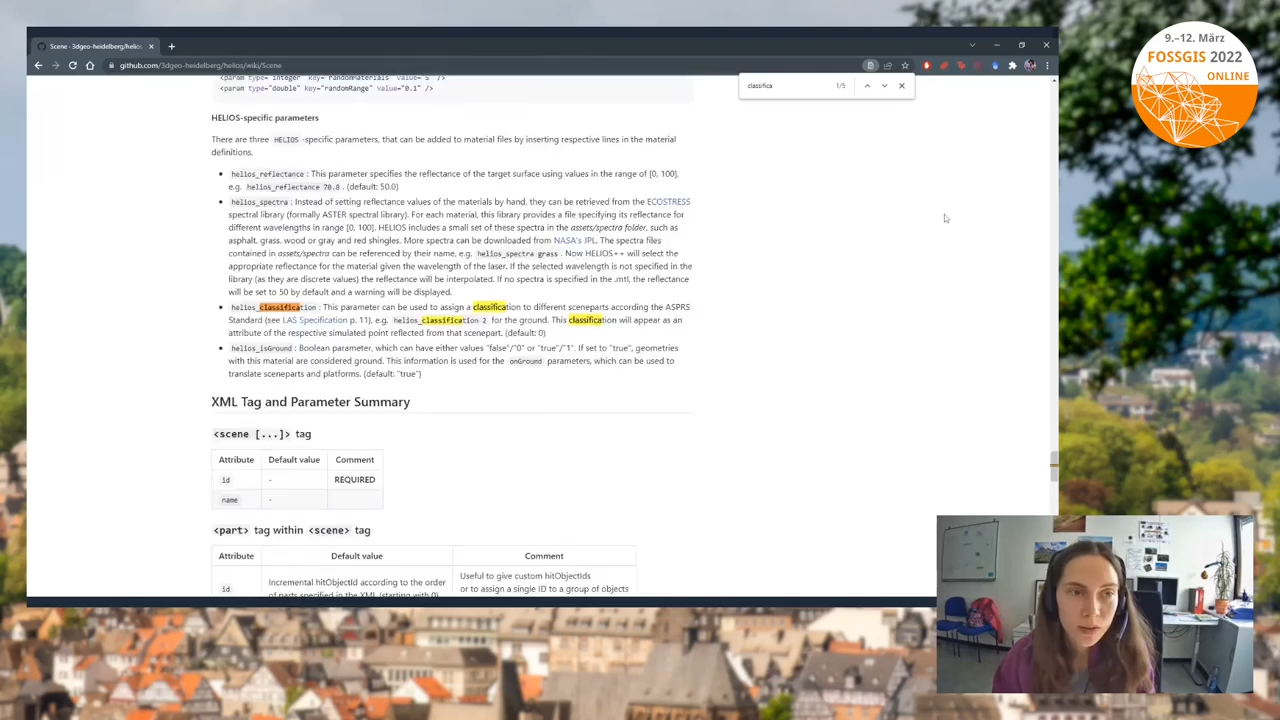 9.–12. März
FOSSGIS 2022
ONLINE
Scene · 3dgeo-heidelberg/helio
github.com/3dgeo-heidelberg/helios/wiki/Scene
classifica 1/5
<param type="integer" key="randomMaterials" value="5" />
<param type="double" key="randomRange" value="0.1" />
HELIOS-specific parameters
There are three HELIOS -specific parameters, that can be added to material files by inserting respective lines in the material
definitions.
helios_reflectance : This parameter specifies the reflectance of the target surface using values in the range of [0, 100],
e.g. helios_reflectance 70.8 . (default: 50.0)
helios_spectra : Instead of setting reflectance values of the materials by hand, they can be retrieved from the ECOSTRESS
spectral library (formally ASTER spectral library). For each material, this library provides a file specifying its reflectance for
different wavelengths in range [0, 100]. HELIOS includes a small set of these spectra in the assets/spectra folder, such as
asphalt, grass, wood or gray and red shingles. More spectra can be downloaded from NASA's JPL. The spectra files
contained in assets/spectra can be referenced by their name, e.g. helios_spectra grass . Now HELIOS++ will select the
appropriate reflectance for the material given the wavelength of the laser. If the selected wavelength is not specified in the
library (as they are discrete values) the reflectance will be interpolated. If no spectra is specified in the .mtl, the reflectance
will be set to 50 by default and a warning will be displayed.
helios_classification : This parameter can be used to assign a classification to different sceneparts according the ASPRS
Standard (see LAS Specification p. 11), e.g. helios_classification 2 for the ground. This classification will appear as an
attribute of the respective simulated point reflected from that scenepart. (default: 0)
helios_isGround : Boolean parameter, which can have either values "false"/"0" or "true"/"1". If set to "true", geometries
with this material are considered ground. This information is used for the onGround parameters, which can be used to
translate sceneparts and platforms. (default: "true")
XML Tag and Parameter Summary
<scene [...]> tag
Attribute Default value Comment
id - REQUIRED
name -
<part> tag within <scene> tag
Attribute Default value Comment
id Incremental hitObjectId according to the order of parts specified in the XML (starting with 0) Useful to give custom hitObjectIds
or to assign a single ID to a group of objects